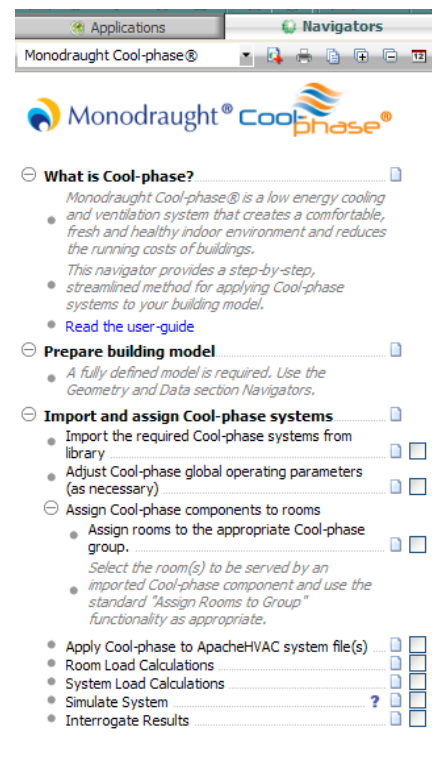 Applications
Navigators
Monodraught Cool-phase®
12
Monodraught® Coolphase®
What is Cool-phase?
Monodraught Cool-phase® is a low energy cooling
and ventilation system that creates a comfortable,
fresh and healthy indoor environment and reduces
the running costs of buildings.
This navigator provides a step-by-step,
streamlined method for applying Cool-phase
systems to your building model.
Read the user-guide
Prepare building model
A fully defined model is required. Use the
Geometry and Data section Navigators.
Import and assign Cool-phase systems
Import the required Cool-phase systems from
library
Adjust Cool-phase global operating parameters
(as necessary)
Assign Cool-phase components to rooms
Assign rooms to the appropriate Cool-phase
group.
Select the room(s) to be served by an
imported Cool-phase component and use the
standard "Assign Rooms to Group"
functionality as appropriate.
Apply Cool-phase to ApacheHVAC system file(s)
Room Load Calculations
System Load Calculations
Simulate System ?
Interrogate Results